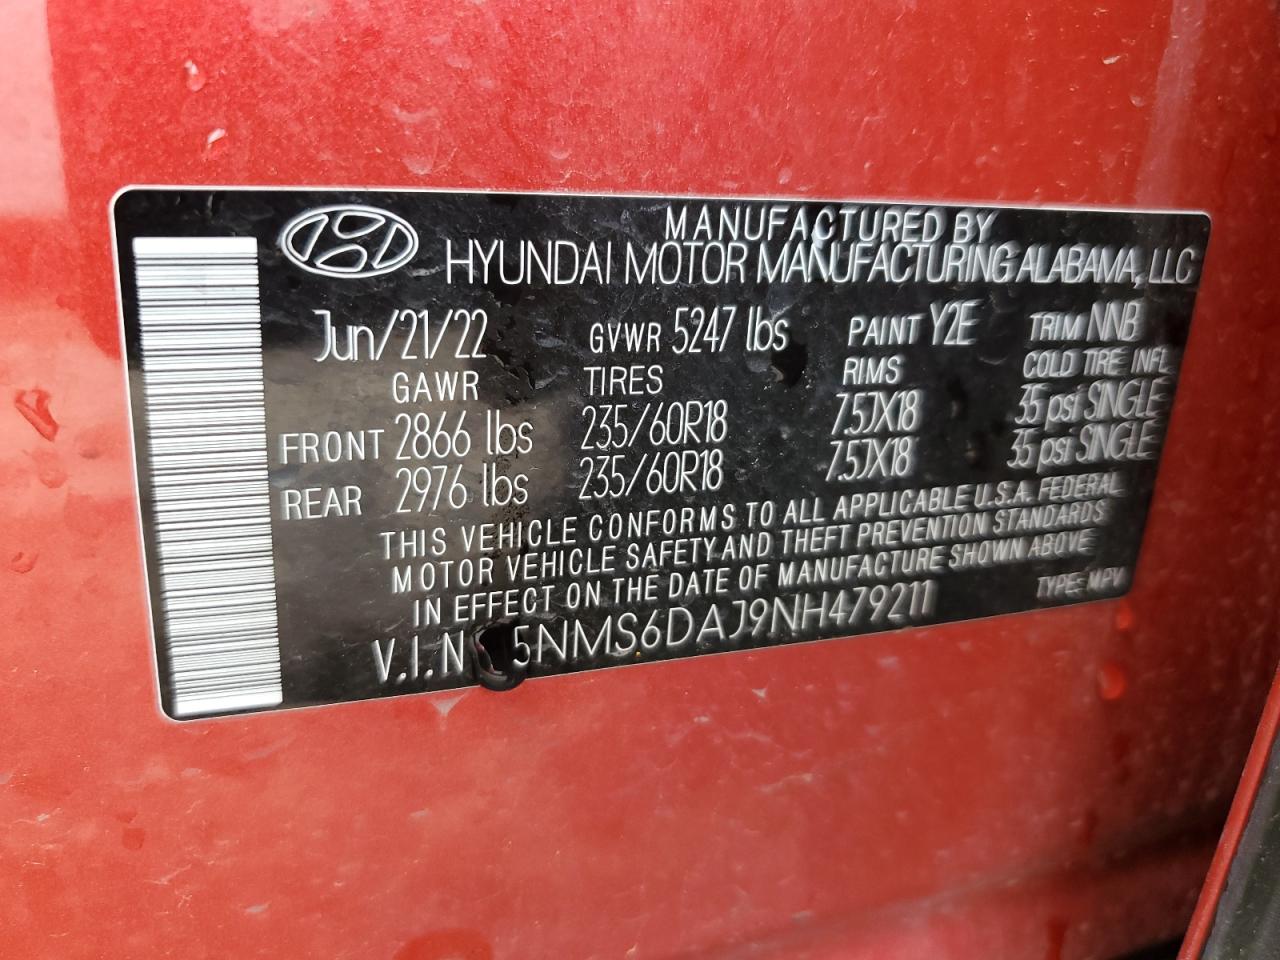 MANUFACTURED BY
HYUNDAI MOTOR MANUFACTURING ALABAMA, LLC
Jun/21/22 GVWR 5247 lbs PAINT Y2E TRIM NNB
GAWR TIRES RIMS COLD TIRE INFL
FRONT 2866 lbs 235/60R18 7.5JX18 35 psi SINGLE
REAR 2976 lbs 235/60R18 7.5JX18 35 psi SINGLE
THIS VEHICLE CONFORMS TO ALL APPLICABLE U.S.A. FEDERAL
MOTOR VEHICLE SAFETY AND THEFT PREVENTION STANDARDS
IN EFFECT ON THE DATE OF MANUFACTURE SHOWN ABOVE
V.I.N 5NMS6DAJ9NH479211 TYPE: MPV